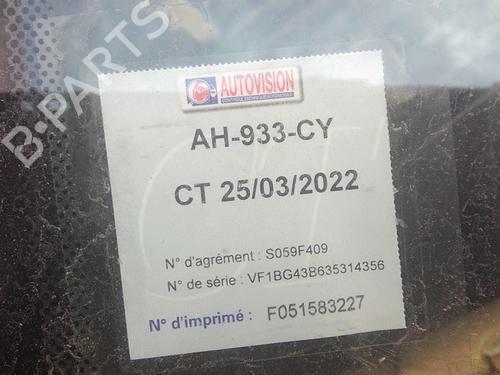 AUTOVISION
AH-933-CY
CT 25/03/2022
N° d'agrément : S059F409
N° de série : VF1BG43B635314356
N° d'imprimé : F051583227
B-PARTS